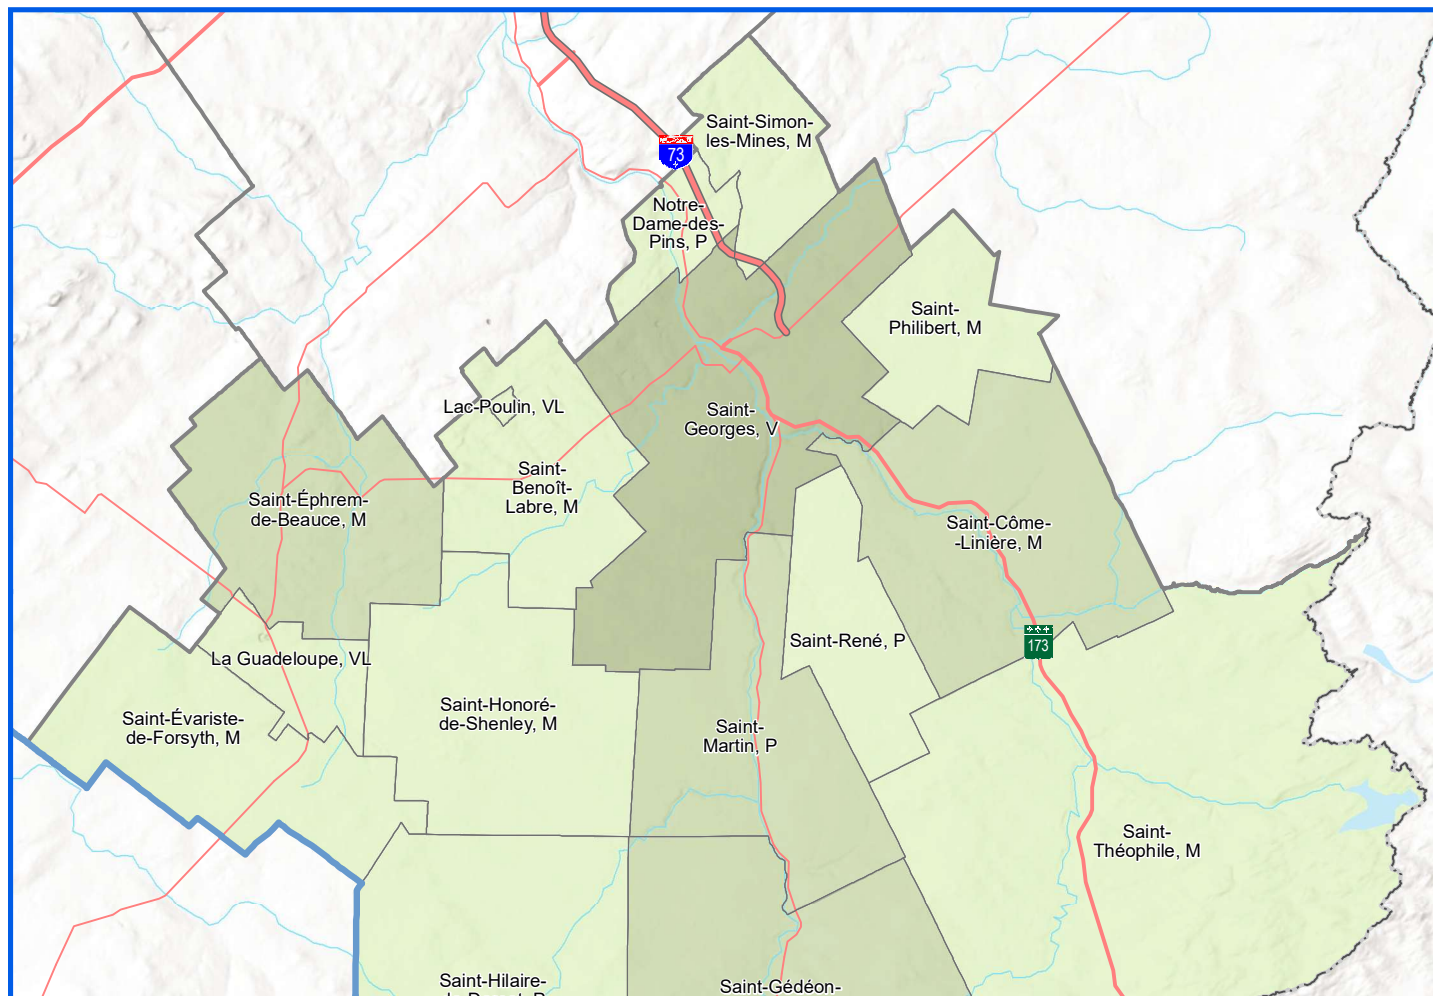 Saint-Simon-
les-Mines, M
73
Notre-
Dame-des-
Pins, P
Saint-
Philibert, M
Lac-Poulin, VL
Saint-
Georges, V
Saint-
Benoît-
Labre, M
Saint-Éphrem-
de-Beauce, M
Saint-Côme-
-Linière, M
Saint-René, P
173
La Guadeloupe, VL
Saint-Évariste-
de-Forsyth, M
Saint-Honoré-
de-Shenley, M
Saint-
Martin, P
Saint-
Théophile, M
Saint-Hilaire-
Saint-Gédéon-